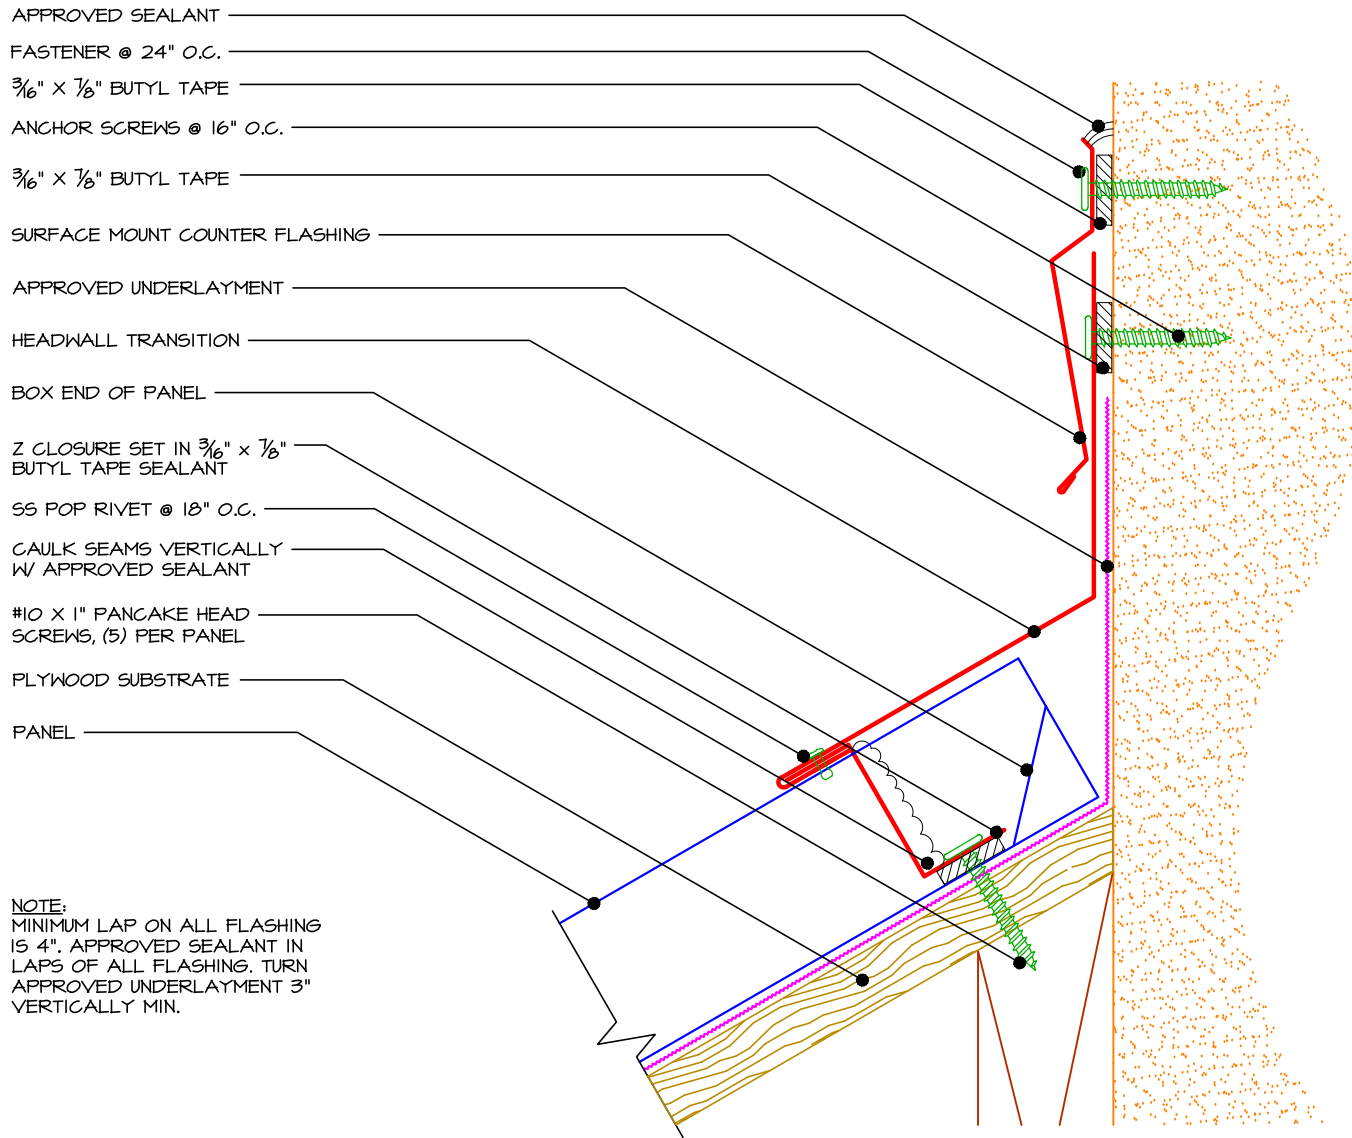 APPROVED SEALANT
FASTENER @ 24" O.C.
3/16" X 7/8" BUTYL TAPE
ANCHOR SCREWS @ 16" O.C.
3/16" X 7/8" BUTYL TAPE
SURFACE MOUNT COUNTER FLASHING
APPROVED UNDERLAYMENT
HEADWALL TRANSITION
BOX END OF PANEL
Z CLOSURE SET IN 3/16" x 7/8"
BUTYL TAPE SEALANT
SS POP RIVET @ 18" O.C.
CAULK SEAMS VERTICALLY
W/ APPROVED SEALANT
#10 X 1" PANCAKE HEAD
SCREWS, (5) PER PANEL
PLYWOOD SUBSTRATE
PANEL
NOTE:
MINIMUM LAP ON ALL FLASHING
IS 4". APPROVED SEALANT IN
LAPS OF ALL FLASHING. TURN
APPROVED UNDERLAYMENT 3"
VERTICALLY MIN.